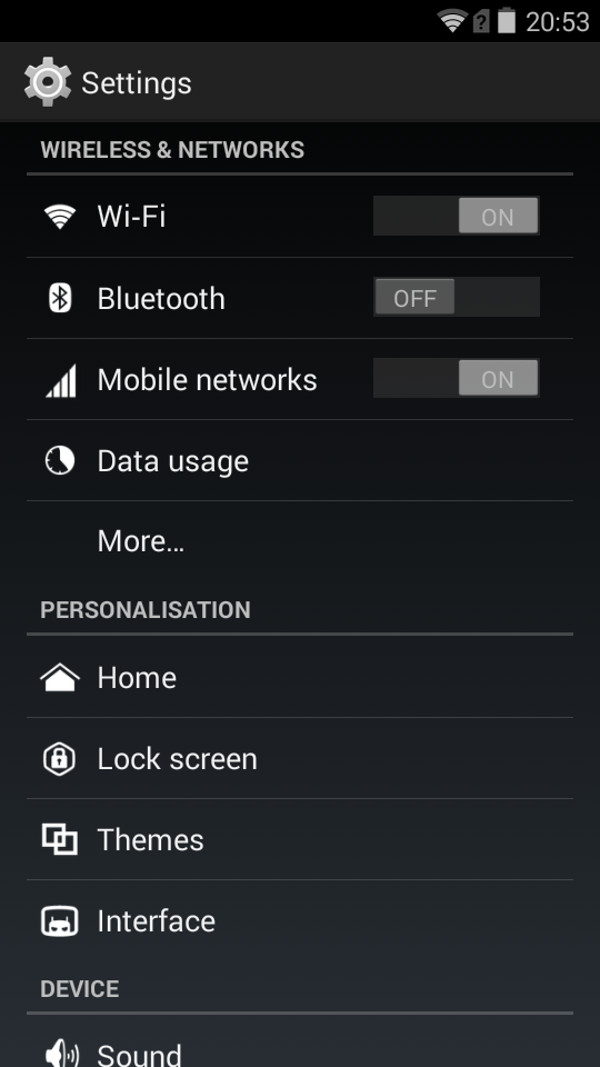 20:53
Settings
WIRELESS & NETWORKS
Wi-Fi ON
Bluetooth OFF
Mobile networks ON
Data usage
More...
PERSONALISATION
Home
Lock screen
Themes
Interface
DEVICE
Sound